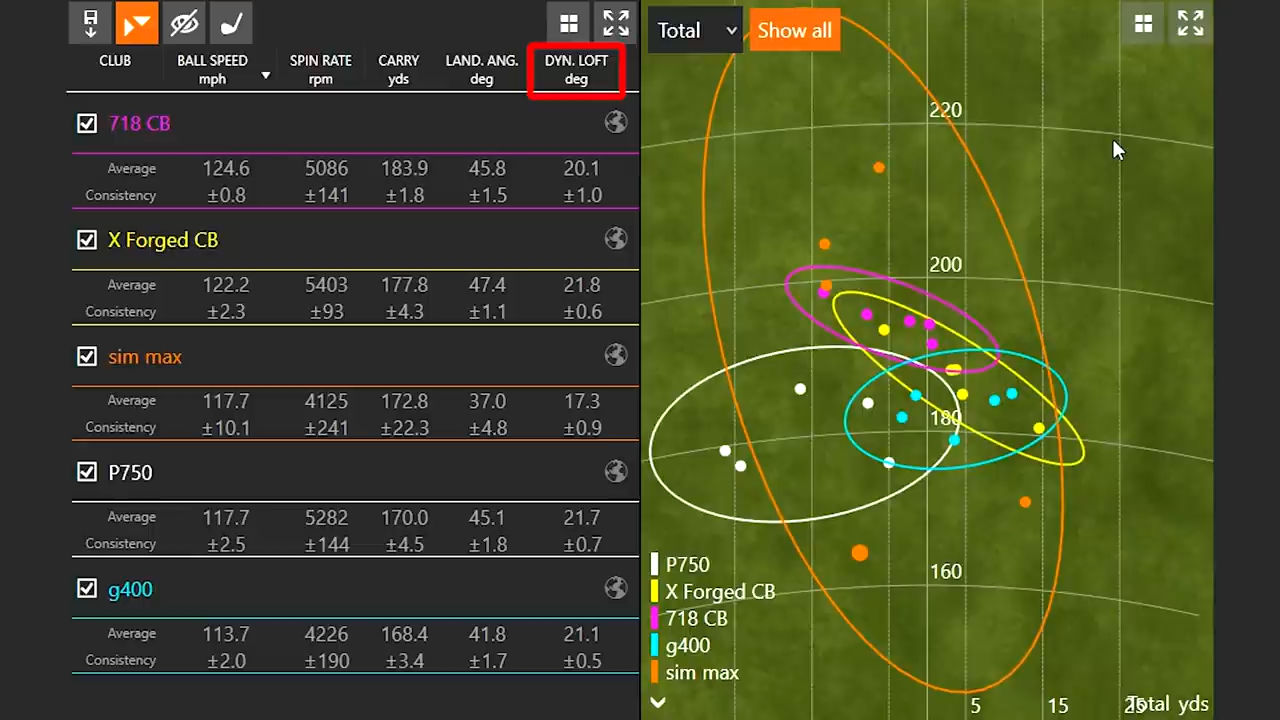 CLUB BALL SPEED mph SPIN RATE rpm CARRY yds LAND. ANG. deg DYN. LOFT deg
718 CB
Average 124.6 5086 183.9 45.8 20.1
Consistency ±0.8 ±141 ±1.8 ±1.5 ±1.0
X Forged CB
Average 122.2 5403 177.8 47.4 21.8
Consistency ±2.3 ±93 ±4.3 ±1.1 ±0.6
sim max
Average 117.7 4125 172.8 37.0 17.3
Consistency ±10.1 ±241 ±22.3 ±4.8 ±0.9
P750
Average 117.7 5282 170.0 45.1 21.7
Consistency ±2.5 ±144 ±4.5 ±1.8 ±0.7
g400
Average 113.7 4226 168.4 41.8 21.1
Consistency ±2.0 ±190 ±3.4 ±1.7 ±0.5
Total Show all
220
200
180
160
P750
X Forged CB
718 CB
g400
sim max
5 15 25 Total yds